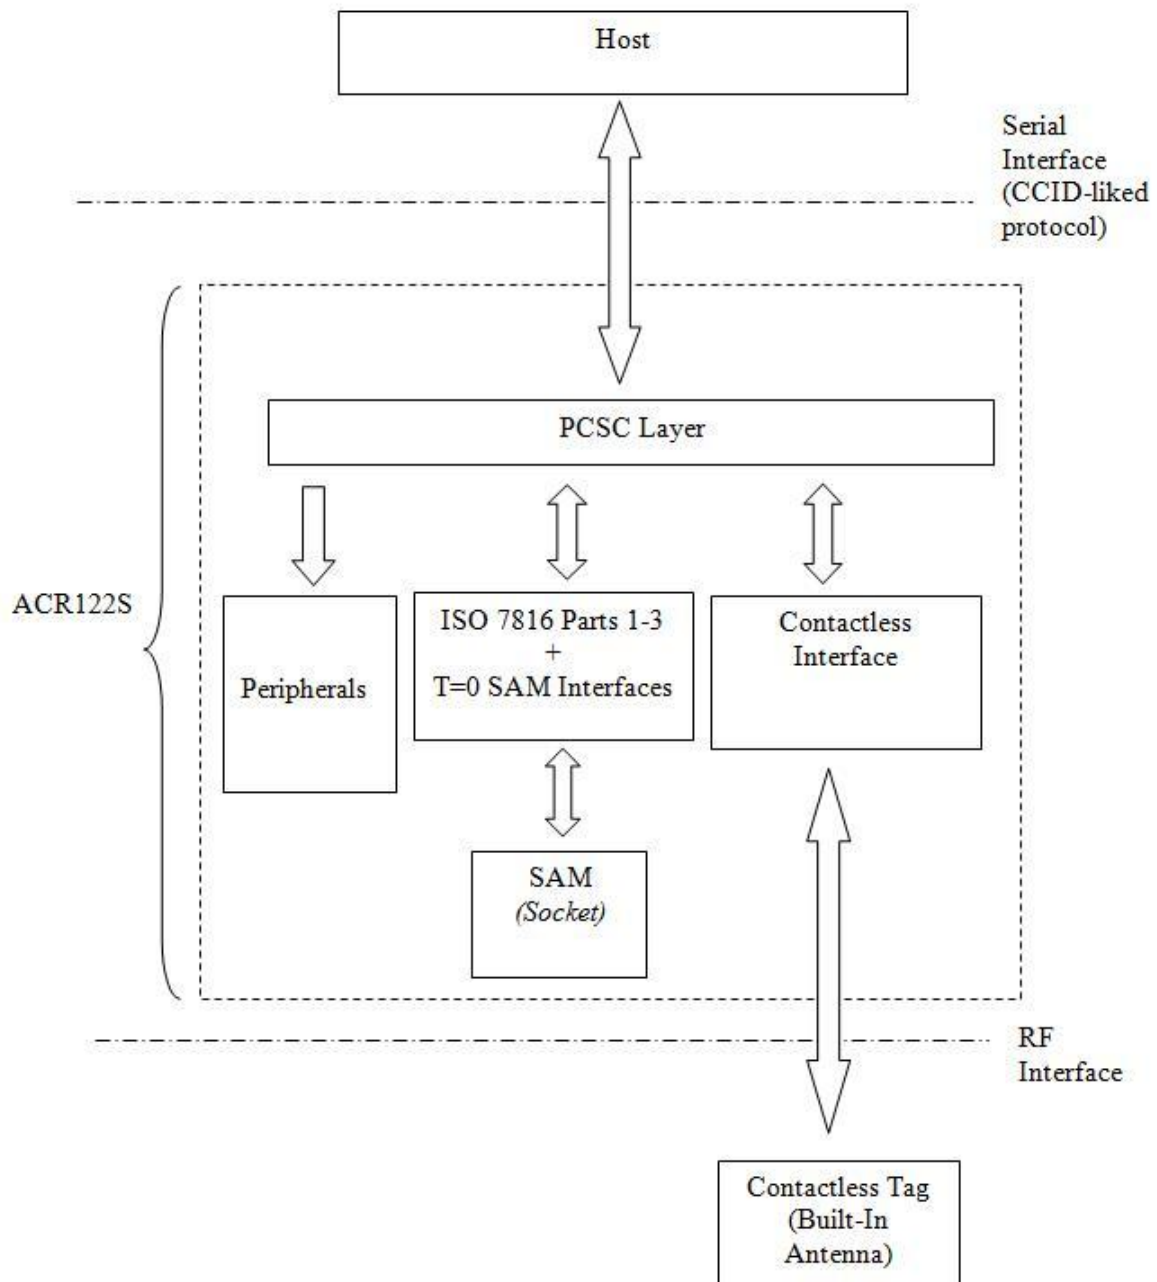 Host
Serial
Interface
(CCID-liked
protocol)
PCSC Layer
ACR122S
Peripherals
ISO 7816 Parts 1-3
+
T=0 SAM Interfaces
Contactless
Interface
SAM
(Socket)
RF
Interface
Contactless Tag
(Built-In
Antenna)